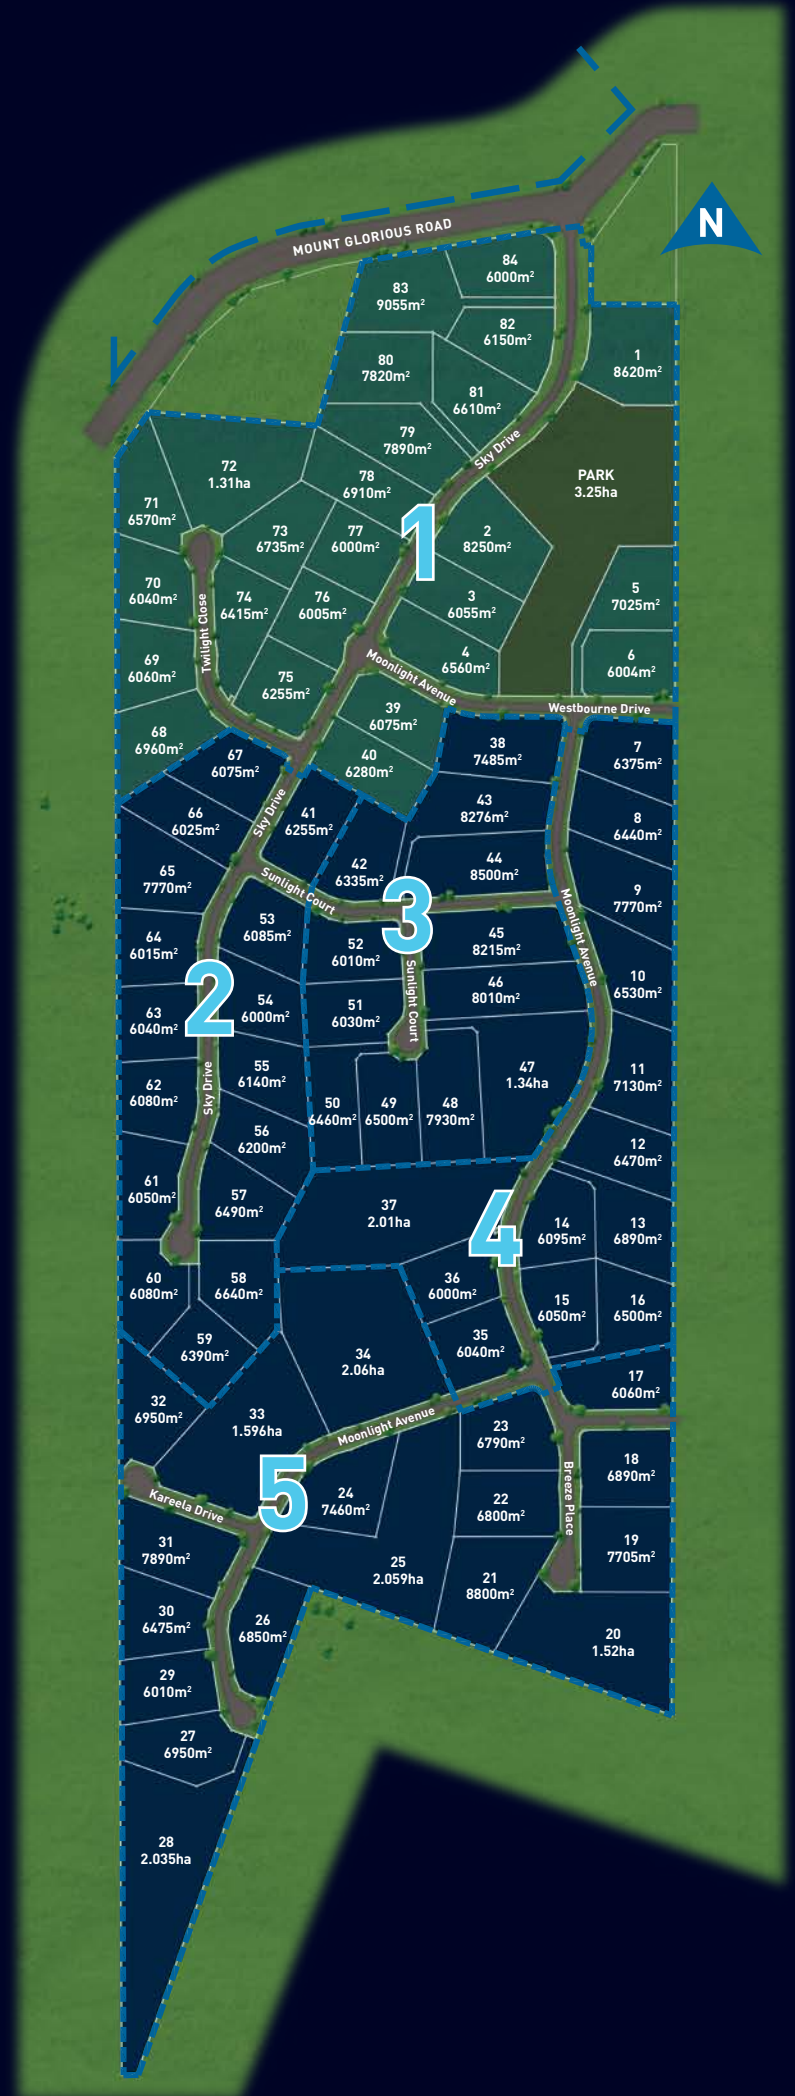 N
MOUNT GLORIOUS ROAD
84
6000m²
83
9055m²
82
6150m²
1
8620m²
80
7820m²
81
6610m²
79
7890m²
Sky Drive
72
1.31ha
78
6910m²
PARK
3.25ha
71
6570m²
73
6735m²
77
6000m²
1
2
8250m²
70
6040m²
74
6415m²
76
6005m²
3
6055m²
5
7025m²
Twilight Close
69
6060m²
75
6255m²
Moonlight Avenue
4
6560m²
6
6004m²
39
6075m²
Westbourne Drive
68
6960m²
67
6075m²
40
6280m²
38
7485m²
7
6375m²
66
6025m²
Sky Drive
41
6255m²
43
8276m²
8
6440m²
65
7770m²
Sunlight Court
42
6335m²
44
8500m²
9
7770m²
3
Moonlight Avenue
64
6015m²
53
6085m²
52
6010m²
45
8215m²
2
Sunlight Court
46
8010m²
10
6530m²
63
6040m²
54
6000m²
51
6030m²
62
6080m²
Sky Drive
55
6140m²
47
1.34ha
11
7130m²
50
6460m²
49
6500m²
48
7930m²
56
6200m²
12
6470m²
61
6050m²
57
6490m²
37
2.01ha
4
14
6095m²
13
6890m²
60
6080m²
58
6640m²
36
6000m²
15
6050m²
16
6500m²
59
6390m²
34
2.06ha
35
6040m²
17
6060m²
32
6950m²
33
1.596ha
Moonlight Avenue
23
6790m²
18
6890m²
5
Kareela Drive
24
7460m²
22
6800m²
Breeze Place
19
7705m²
31
7890m²
25
2.059ha
21
8800m²
30
6475m²
26
6850m²
20
1.52ha
29
6010m²
27
6950m²
28
2.035ha